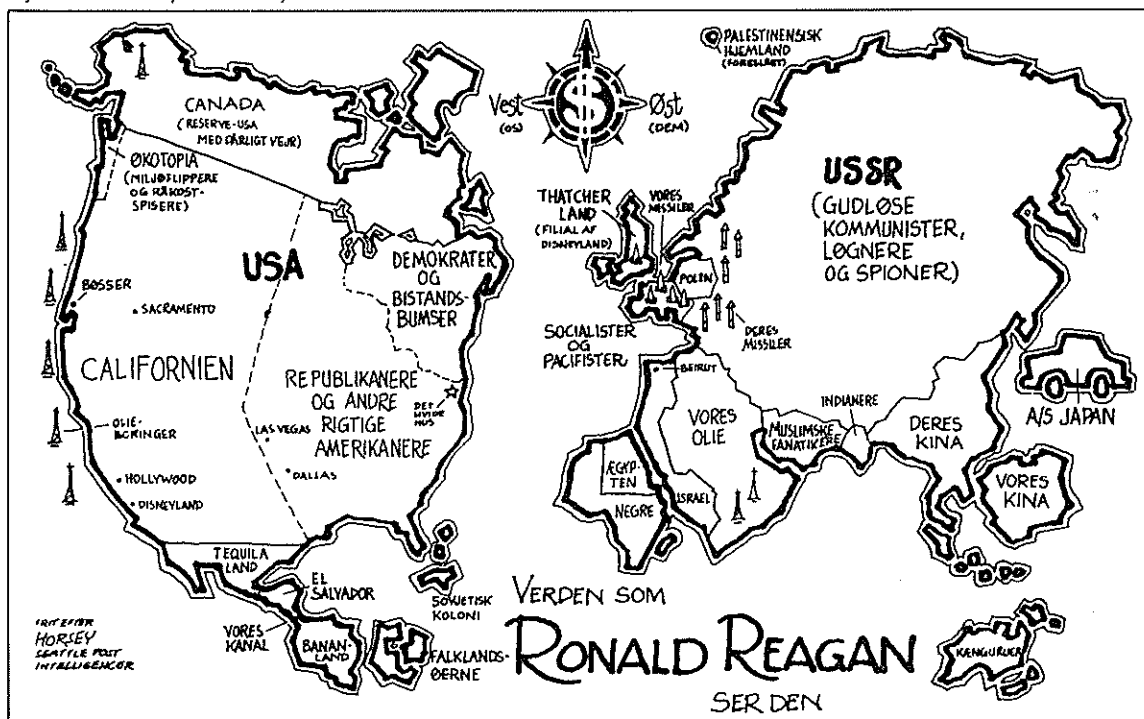 CANADA
(RESERVE-USA
MED DÅRLIGT VEJR)
ØKOTOPIA
(MILJØFLIPPERE
OG RÅKOST-
SPISERE)
USA
DEMOKRATER
OG
BISTANDS-
BUMSER
BØSSER
SACRAMENTO
CALIFORNIEN
REPUBLIKANERE
OG ANDRE
RIGTIGE
AMERIKANERE
DET
HVIDE
HUS
OLIE-
BORINGER
LAS VEGAS
DALLAS
HOLLYWOOD
DISNEYLAND
TEQUILA
LAND
EL
SALVADOR
SOVJETISK
KOLONI
VORES
KANAL
BANAN-
LAND
FALKLANDS-
ØERNE
FRIT EFTER
HORSEY
SEATTLE POST
INTELLIGENCER
Vest
(OS)
$
Øst
(DEM)
PALESTINENSISK
HJEMLAND
(FORESLÅET)
THATCHER
LAND
(FILIAL AF
DISNEYLAND)
VORES
MISSILER
USSR
(GUDLØSE
KOMMUNISTER,
LØGNERE
OG SPIONER)
POLEN
SOCIALISTER
OG
PACIFISTER
DERES
MISSILER
BEIRUT
VORES
OLIE
INDIANERE
MUSLIMSKE
FANATIKERE
DERES
KINA
A/S JAPAN
ÆGYP-
TEN
NEGRE
ISRAEL
VORES
KINA
KÆNGURUER
VERDEN SOM
RONALD REAGAN
SER DEN